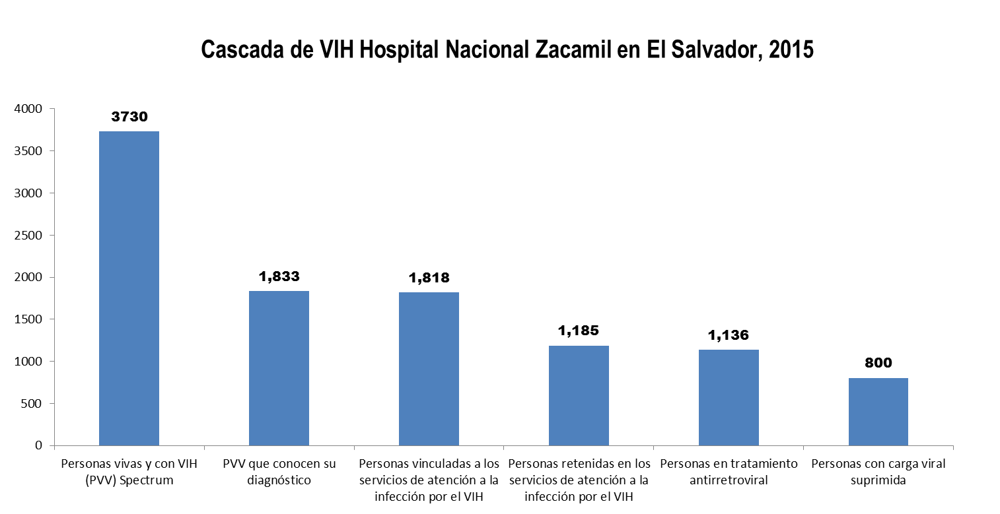 Cascada de VIH Hospital Nacional Zacamil en El Salvador, 2015
4000
3500
3000
2500
2000
1500
1000
500
0
3730
1,833
1,818
1,185
1,136
800
Personas vivas y con VIH
(PVV) Spectrum
PVV que conocen su
diagnóstico
Personas vinculadas a los
servicios de atención a la
infección por el VIH
Personas retenidas en los
servicios de atención a la
infección por el VIH
Personas en tratamiento
antirretroviral
Personas con carga viral
suprimida